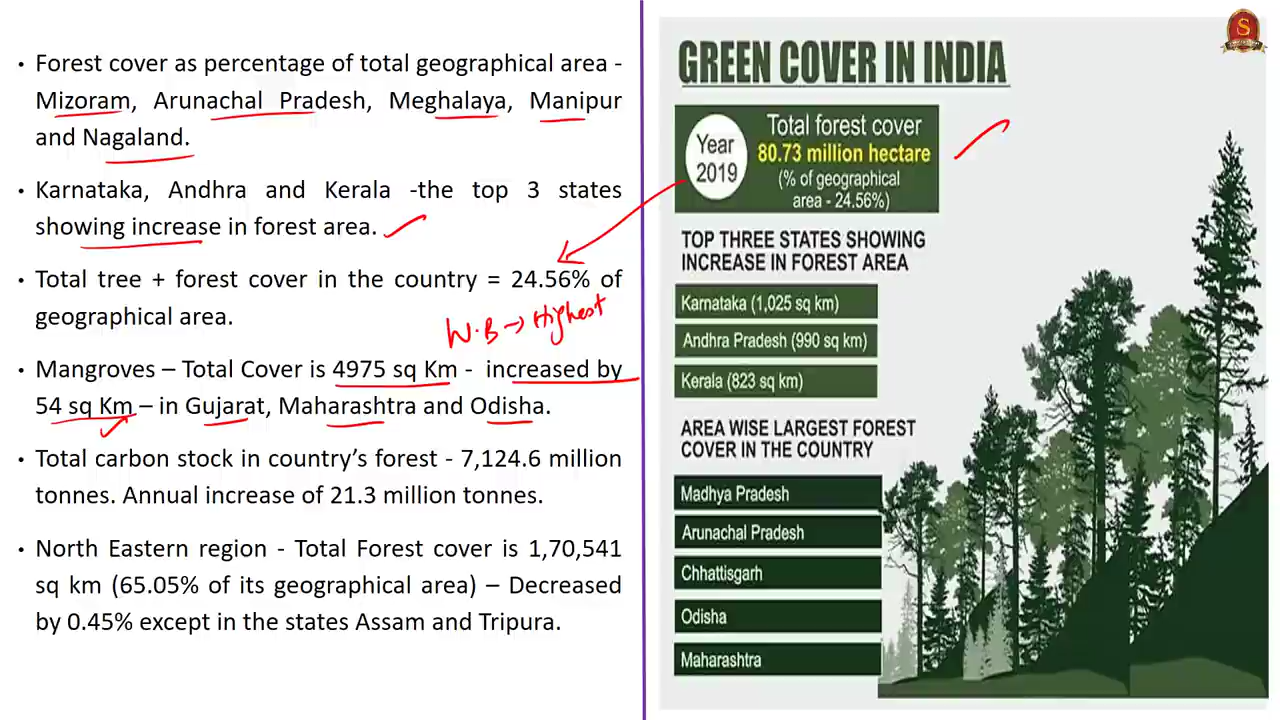 • Forest cover as percentage of total geographical area -
Mizoram, Arunachal Pradesh, Meghalaya, Manipur
and Nagaland.
• Karnataka, Andhra and Kerala -the top 3 states
showing increase in forest area.
• Total tree + forest cover in the country = 24.56% of
geographical area.
W.B → Highest
• Mangroves – Total Cover is 4975 sq Km - increased by
54 sq Km – in Gujarat, Maharashtra and Odisha.
• Total carbon stock in country’s forest - 7,124.6 million
tonnes. Annual increase of 21.3 million tonnes.
• North Eastern region - Total Forest cover is 1,70,541
sq km (65.05% of its geographical area) – Decreased
by 0.45% except in the states Assam and Tripura.
S
GREEN COVER IN INDIA
Year
2019
Total forest cover
80.73 million hectare
(% of geographical
area - 24.56%)
TOP THREE STATES SHOWING
INCREASE IN FOREST AREA
Karnataka (1,025 sq km)
Andhra Pradesh (990 sq km)
Kerala (823 sq km)
AREA WISE LARGEST FOREST
COVER IN THE COUNTRY
Madhya Pradesh
Arunachal Pradesh
Chhattisgarh
Odisha
Maharashtra